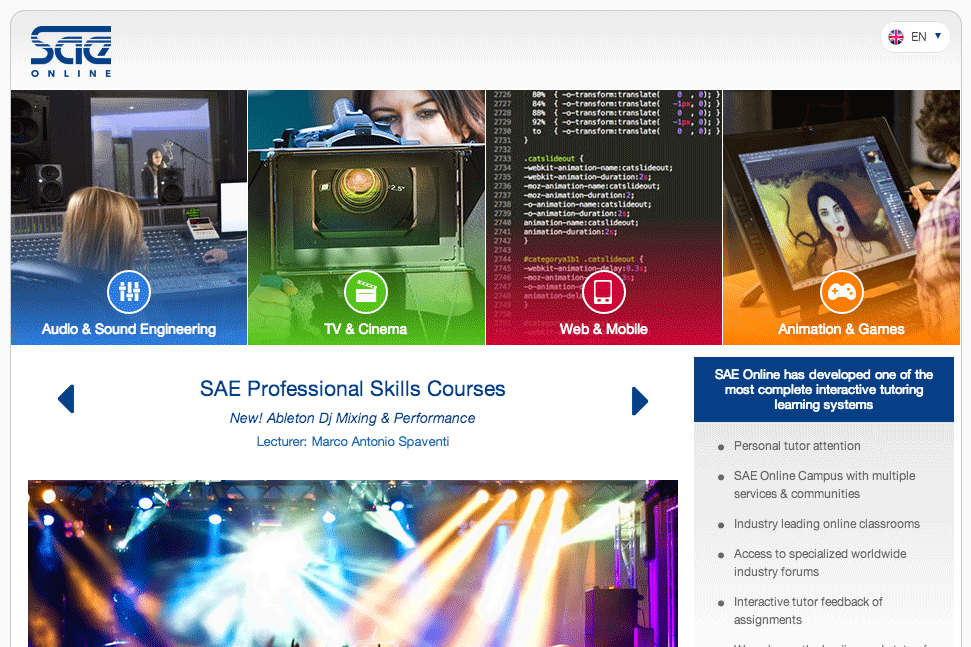 sae
ONLINE
EN
2726 80% { -o-transform:translate( 0 , 0); }
2727 84% { -o-transform:translate( -1px, 0); }
2728 88% { -o-transform:translate( 0 , 0); }
2729 92% { -o-transform:translate( -1px, 0); }
2730 to { -o-transform:translate( 0 , 0); }
2731 }
2732
2733 .catslideout {
2734 -webkit-animation-name:catslideout;
2735 -webkit-animation-duration:2s;
2736 -moz-animation-name:catslideout;
2737 -moz-animation-duration:2;
2738 -o-animation-name:catslideout;
2739 -o-animation-duration:2s;
2740 animation-name:catslideout;
2741 animation-duration:2s;
2742 }
2743
2744 #categorya1b1 .catslideout {
2745 -webkit-animation-delay:0.3s;
2746 -moz-animation-
2747 -o-animation-
2748 animation-
2749 }
2750
2.5"
Audio & Sound Engineering
TV & Cinema
Web & Mobile
Animation & Games
SAE Professional Skills Courses
New! Ableton Dj Mixing & Performance
Lecturer: Marco Antonio Spaventi
SAE Online has developed one of the
most complete interactive tutoring
learning systems
Personal tutor attention
SAE Online Campus with multiple
services & communities
Industry leading online classrooms
Access to specialized worldwide
industry forums
Interactive tutor feedback of
assignments